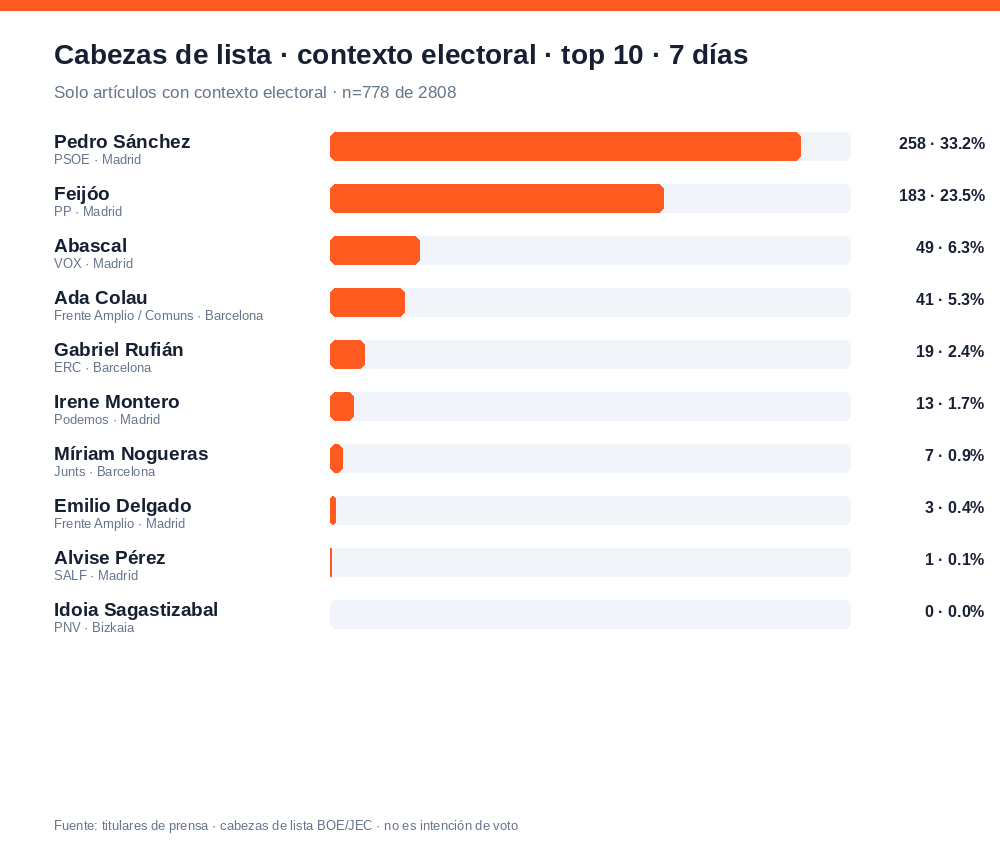 Cabezas de lista · contexto electoral · top 10 · 7 días
Solo artículos con contexto electoral · n=778 de 2808
Pedro Sánchez
PSOE · Madrid
258 · 33.2%
Feijóo
PP · Madrid
183 · 23.5%
Abascal
VOX · Madrid
49 · 6.3%
Ada Colau
Frente Amplio / Comuns · Barcelona
41 · 5.3%
Gabriel Rufián
ERC · Barcelona
19 · 2.4%
Irene Montero
Podemos · Madrid
13 · 1.7%
Míriam Nogueras
Junts · Barcelona
7 · 0.9%
Emilio Delgado
Frente Amplio · Madrid
3 · 0.4%
Alvise Pérez
SALF · Madrid
1 · 0.1%
Idoia Sagastizabal
PNV · Bizkaia
0 · 0.0%
Fuente: titulares de prensa · cabezas de lista BOE/JEC · no es intención de voto